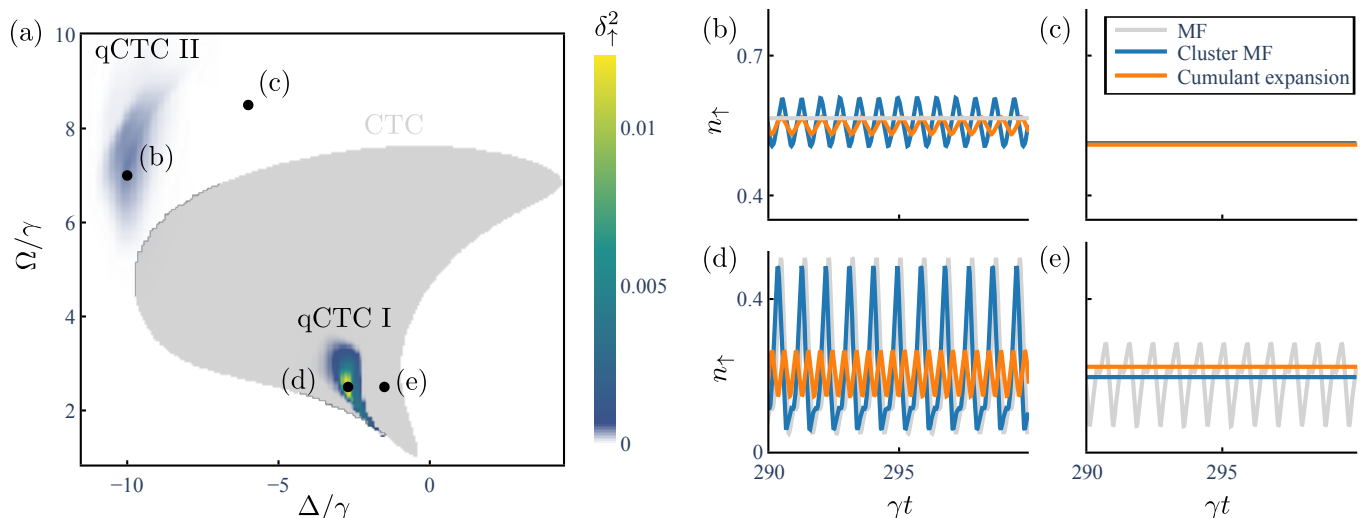 (a)
10
8
6
4
2
Ω/γ
−10
−5
0
Δ/γ
qCTC II
(c)
CTC
(b)
qCTC I
(d)
(e)
δ↑²
0.01
0.005
0
(b)
0.7
0.4
n↑
(c)
MF
Cluster MF
Cumulant expansion
(d)
0.4
0
n↑
290
295
γt
(e)
290
295
γt